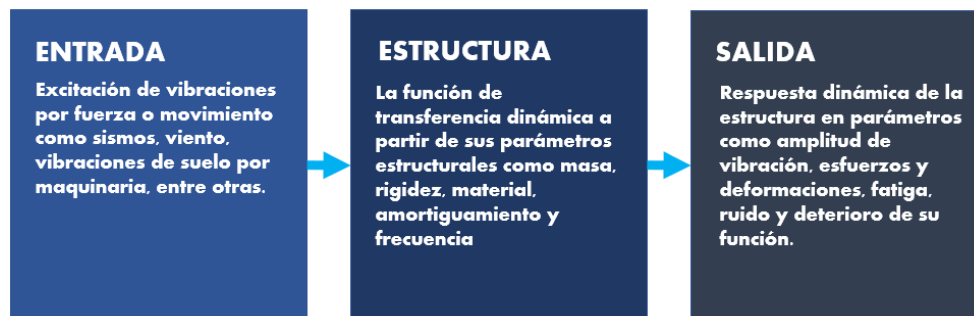 ENTRADA
Excitación de vibraciones
por fuerza o movimiento
como sismos, viento,
vibraciones de suelo por
maquinaria, entre otras.
ESTRUCTURA
La función de
transferencia dinámica a
partir de sus parámetros
estructurales como masa,
rigidez, material,
amortiguamiento y
frecuencia
SALIDA
Respuesta dinámica de la
estructura en parámetros
como amplitud de
vibración, esfuerzos y
deformaciones, fatiga,
ruido y deterioro de su
función.